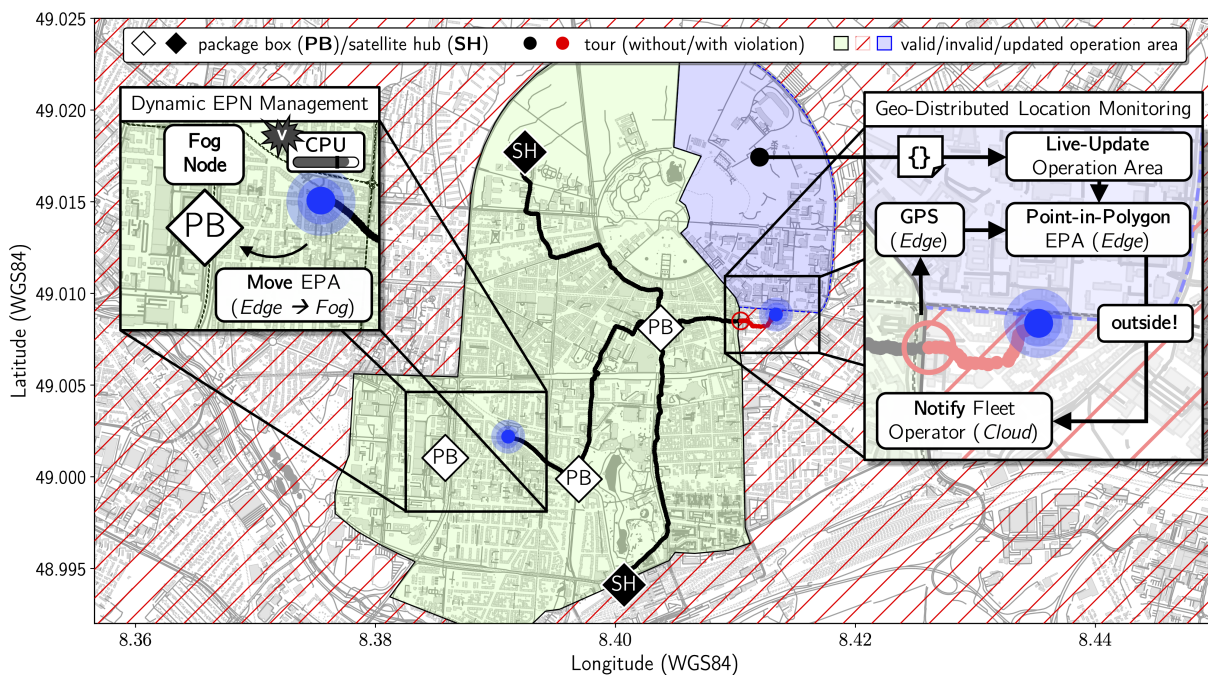 package box (PB)/satellite hub (SH)
tour (without/with violation)
valid/invalid/updated operation area
Dynamic EPN Management
Fog
Node
V
CPU
PB
Move EPA
(Edge → Fog)
Geo-Distributed Location Monitoring
{}
Live-Update
Operation Area
GPS
(Edge)
Point-in-Polygon
EPA (Edge)
outside!
Notify Fleet
Operator (Cloud)
SH
PB
PB
PB
SH
49.025
49.020
49.015
49.010
49.005
49.000
48.995
Latitude (WGS84)
8.36
8.38
8.40
8.42
8.44
Longitude (WGS84)